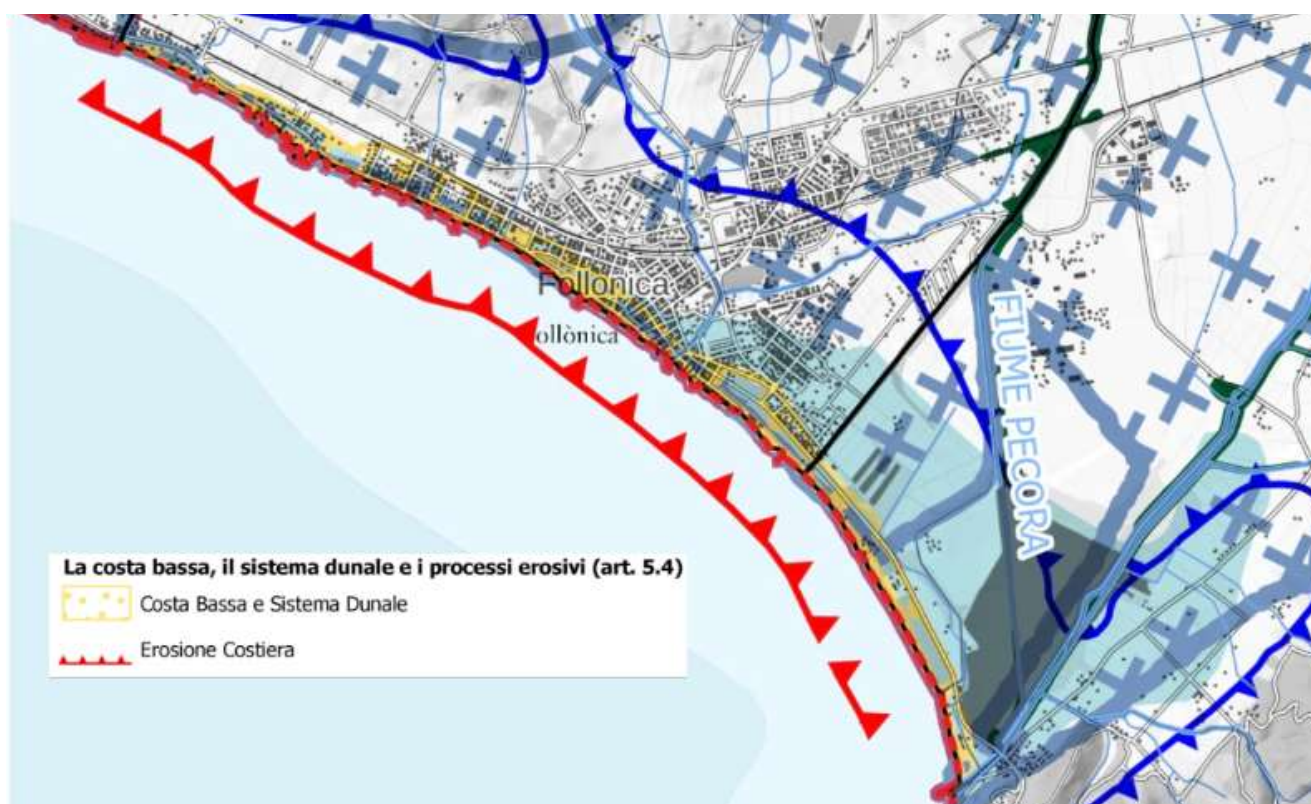 Follonica
ollònica
FIUME PECORA
La costa bassa, il sistema dunale e i processi erosivi (art. 5.4)
Costa Bassa e Sistema Dunale
Erosione Costiera